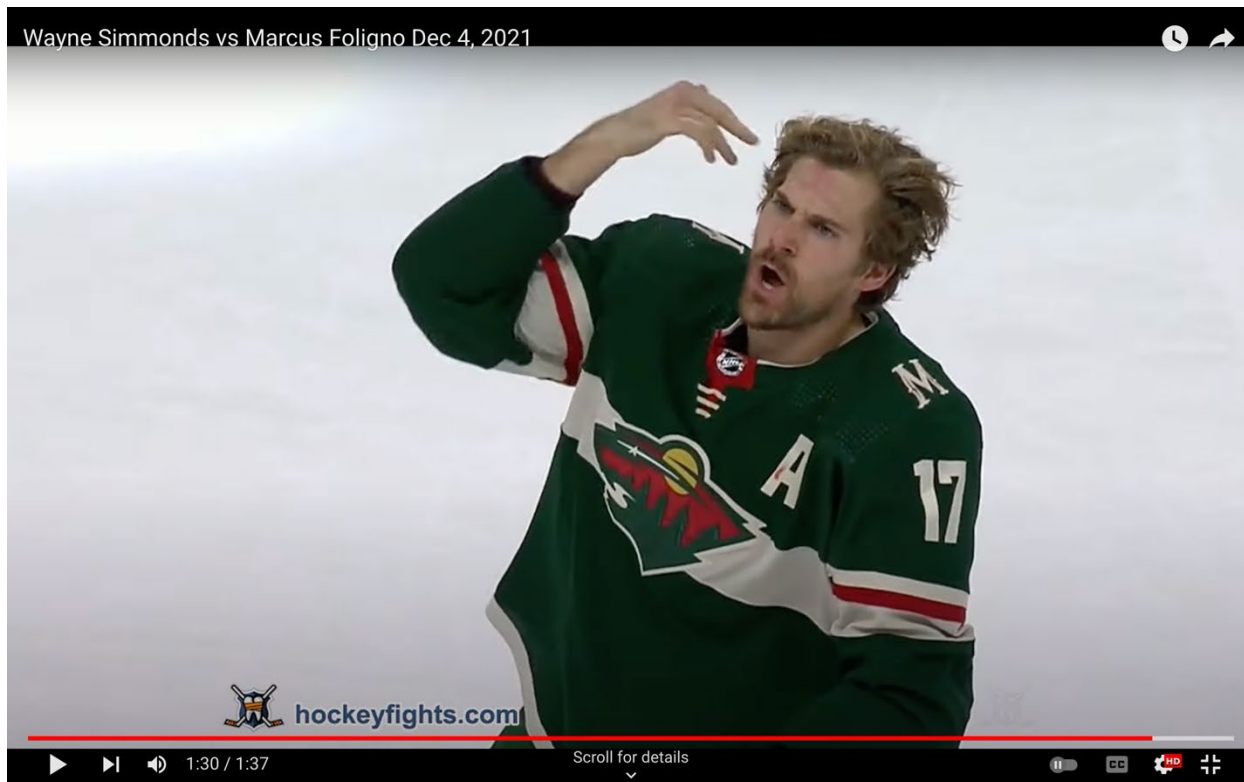 Wayne Simmonds vs Marcus Foligno Dec 4, 2021
M
A
17
hockeyfights.com
1:30 / 1:37
Scroll for details
CC
HD